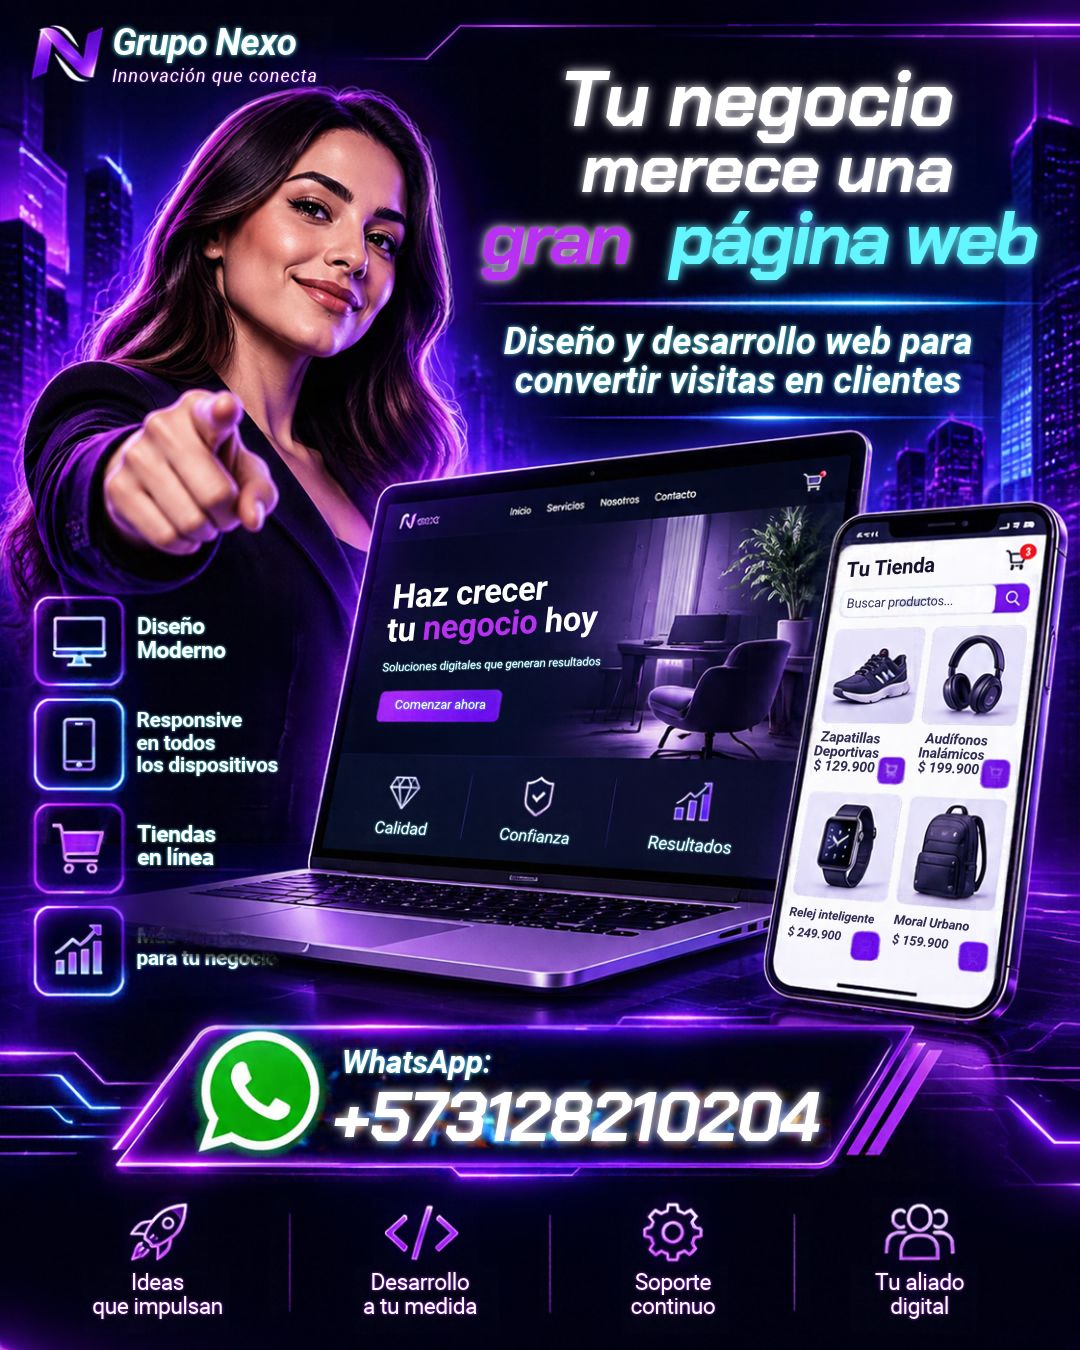 Grupo Nexo
Innovación que conecta
Tu negocio
merece una
gran página web
Diseño y desarrollo web para
convertir visitas en clientes
Inicio Servicios Nosotros Contacto
Haz crecer
tu negocio hoy
Soluciones digitales que generan resultados
Comenzar ahora
Calidad
Confianza
Resultados
Tu Tienda
3
Buscar productos...
Zapatillas
Deportivas
$ 129.900
Audífonos
Inalámicos
$ 199.900
Relej inteligente
$ 249.900
Moral Urbano
$ 159.900
Diseño
Moderno
Responsive
en todos
los dispositivos
Tiendas
en línea
para tu negocio
WhatsApp:
+573128210204
Ideas
que impulsan
Desarrollo
a tu medida
Soporte
continuo
Tu aliado
digital